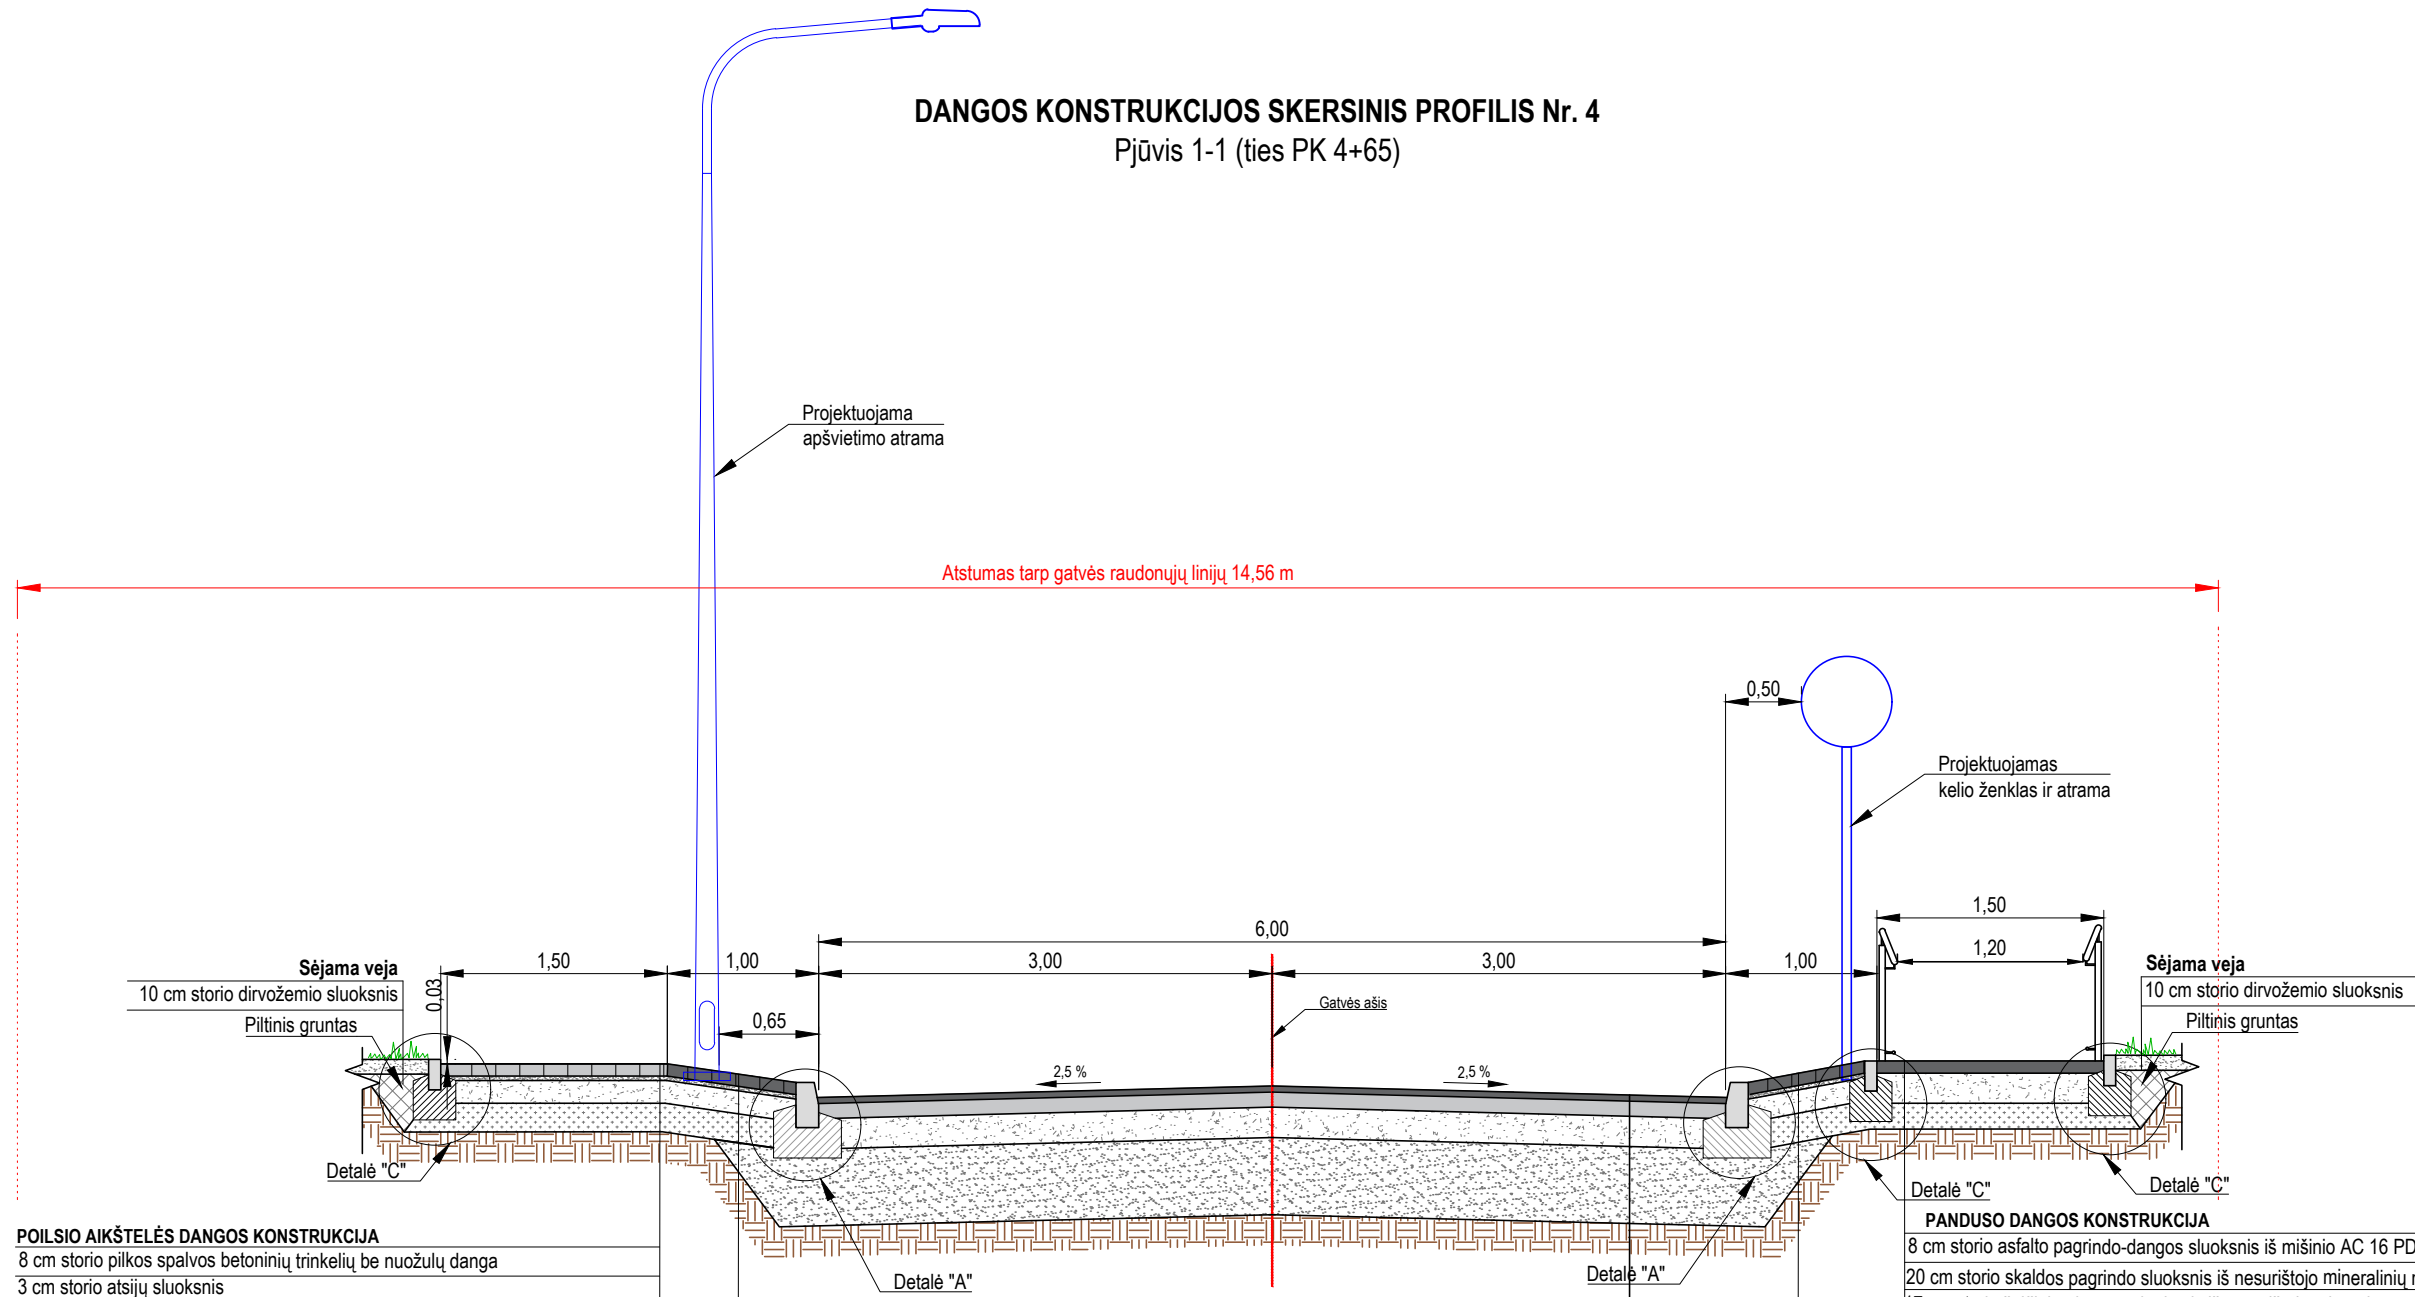 DANGOS KONSTRUKCIJOS SKERSINIS PROFILIS Nr. 4
Pjūvis 1-1 (ties PK 4+65)
Projektuojama
apšvietimo atrama
Atstumas tarp gatvės raudonųjų linijų 14,56 m
0,50
Projektuojamas
kelio ženklas ir atrama
1,50
6,00
1,20
1,50
1,00
3,00
3,00
1,00
Sėjama veja
10 cm storio dirvožemio sluoksnis
Piltinis gruntas
0,03
0,65
Gatvės ašis
Sėjama veja
10 cm storio dirvožemio sluoksnis
Piltinis gruntas
2,5 %
2,5 %
Detalė "C"
Detalė "A"
Detalė "A"
Detalė "C"
Detalė "C"
POILSIO AIKŠTELĖS DANGOS KONSTRUKCIJA
8 cm storio pilkos spalvos betoninių trinkelių be nuožulų danga
3 cm storio atsijų sluoksnis
PANDUSO DANGOS KONSTRUKCIJA
8 cm storio asfalto pagrindo-dangos sluoksnis iš mišinio AC 16 PD
20 cm storio skaldos pagrindo sluoksnis iš nesurištojo mineralinių